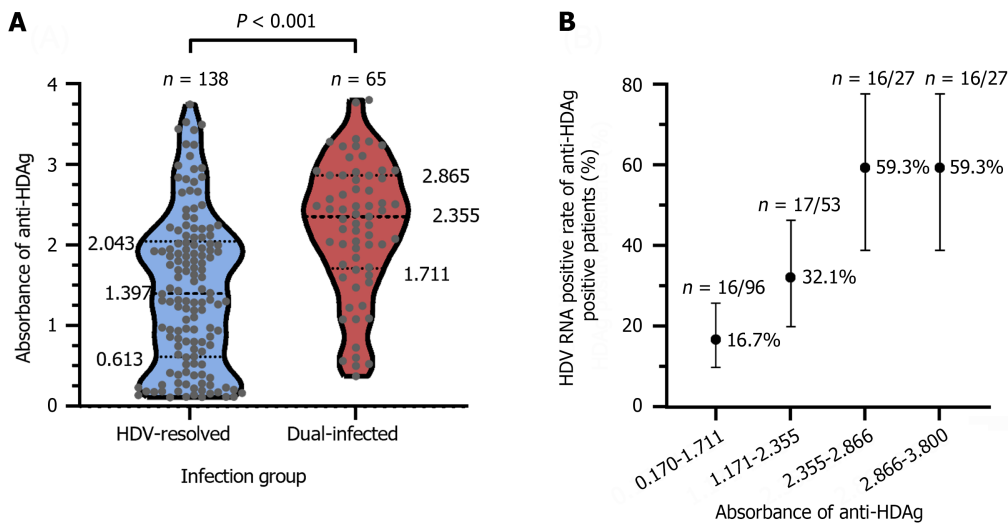 A
P < 0.001
n = 138
n = 65
4
3
2
1
0
Absorbance of anti-HDAg
2.043
1.397
0.613
2.865
2.355
1.711
HDV-resolved
Dual-infected
Infection group
B
HDV RNA positive rate of anti-HDAg
positive patients (%)
80
60
40
20
0
n = 16/96
n = 17/53
n = 16/27
n = 16/27
16.7%
32.1%
59.3%
59.3%
0.170-1.711
1.171-2.355
2.355-2.866
2.866-3.800
Absorbance of anti-HDAg